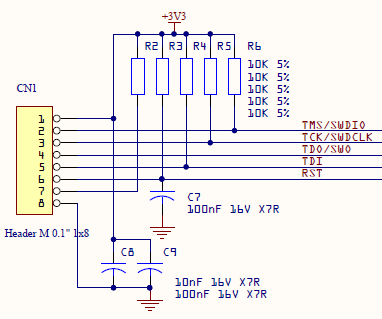 +3V3
R2 R3 R4 R5 R6
10K 5%
10K 5%
10K 5%
10K 5%
10K 5%
CN1
1
2
3
4
5
6
7
8
TMS/SWDIO
TCK/SWDCLK
TDO/SWO
TDI
RST
C7
100nF 16V X7R
Header M 0.1" 1x8
C8 C9
10nF 16V X7R
100nF 16V X7R